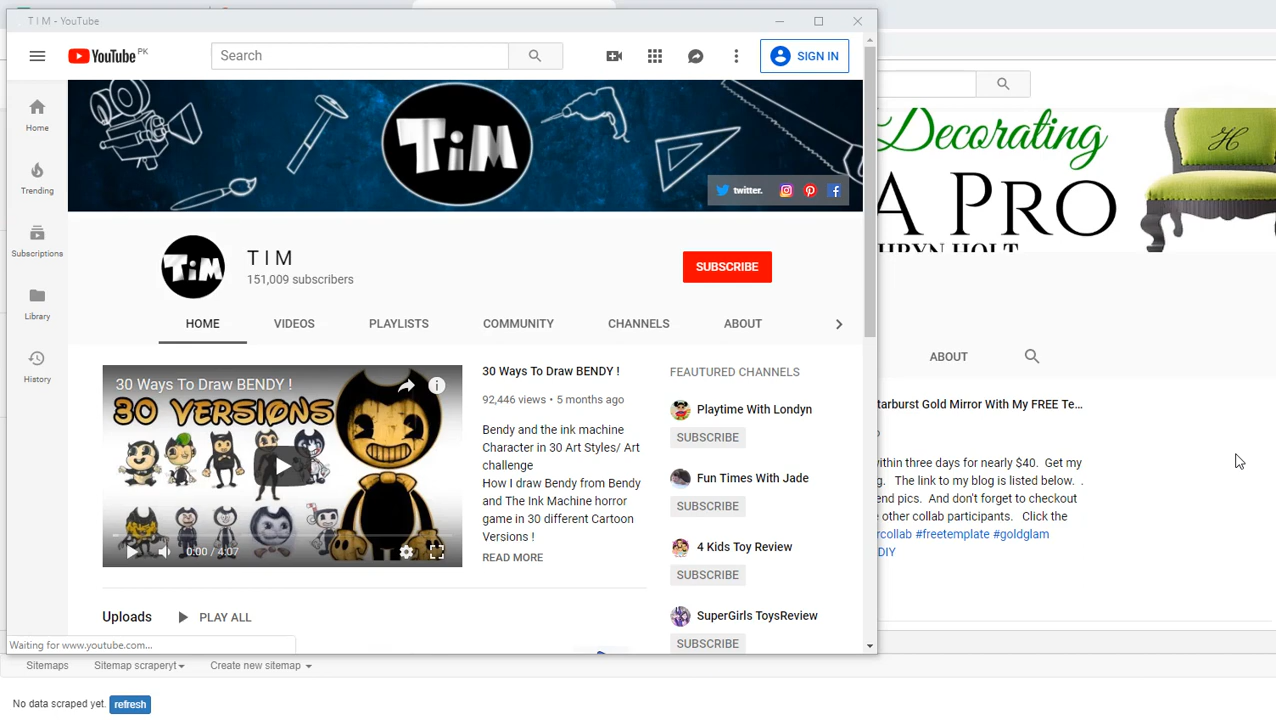 T I M - YouTube
YouTube PK
Search
SIGN IN
Home
Trending
Subscriptions
Library
History
TiM
twitter.
TiM
T I M
151,009 subscribers
SUBSCRIBE
HOME
VIDEOS
PLAYLISTS
COMMUNITY
CHANNELS
ABOUT
30 Ways To Draw BENDY !
30 VERSIONS
0:00 / 4:07
30 Ways To Draw BENDY !
92,446 views • 5 months ago
Bendy and the ink machine
Character in 30 Art Styles/ Art
challenge
How I draw Bendy from Bendy
and The Ink Machine horror
game in 30 different Cartoon
Versions !
READ MORE
FEAUTURED CHANNELS
Playtime With Londyn
SUBSCRIBE
Fun Times With Jade
SUBSCRIBE
4 Kids Toy Review
SUBSCRIBE
SuperGirls ToysReview
SUBSCRIBE
Uploads
PLAY ALL
Waiting for www.youtube.com...
Decorating
A PRO
HRYN HOLT
H
ABOUT
tarburst Gold Mirror With My FREE Te...
within three days for nearly $40. Get my
g. The link to my blog is listed below. .
end pics. And don't forget to checkout
e other collab participants. Click the
rcollab #freetemplate #goldglam
DIY
Sitemaps
Sitemap scraperyt
Create new sitemap
No data scraped yet.
refresh